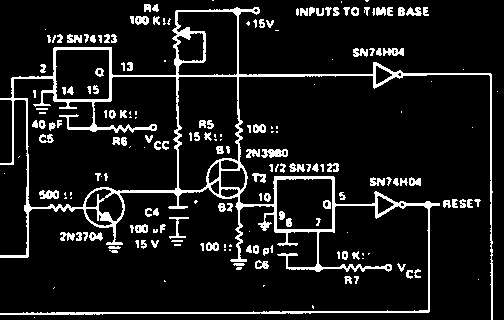 INPUTS TO TIME BASE
R4
100 KΩ
+15V
1/2 SN74123
SN74H04
2
Q
13
1
14
15
10 KΩ
R6
VCC
40 pF
C5
R5
15 KΩ
100 Ω
B1
2N3980
T1
T2
1/2 SN74123
SN74H04
500 Ω
B2
10
Q
5
RESET
9
6
7
C4
100 uF
15 V
2N3704
100 Ω
40 pF
C6
10 KΩ
R7
VCC